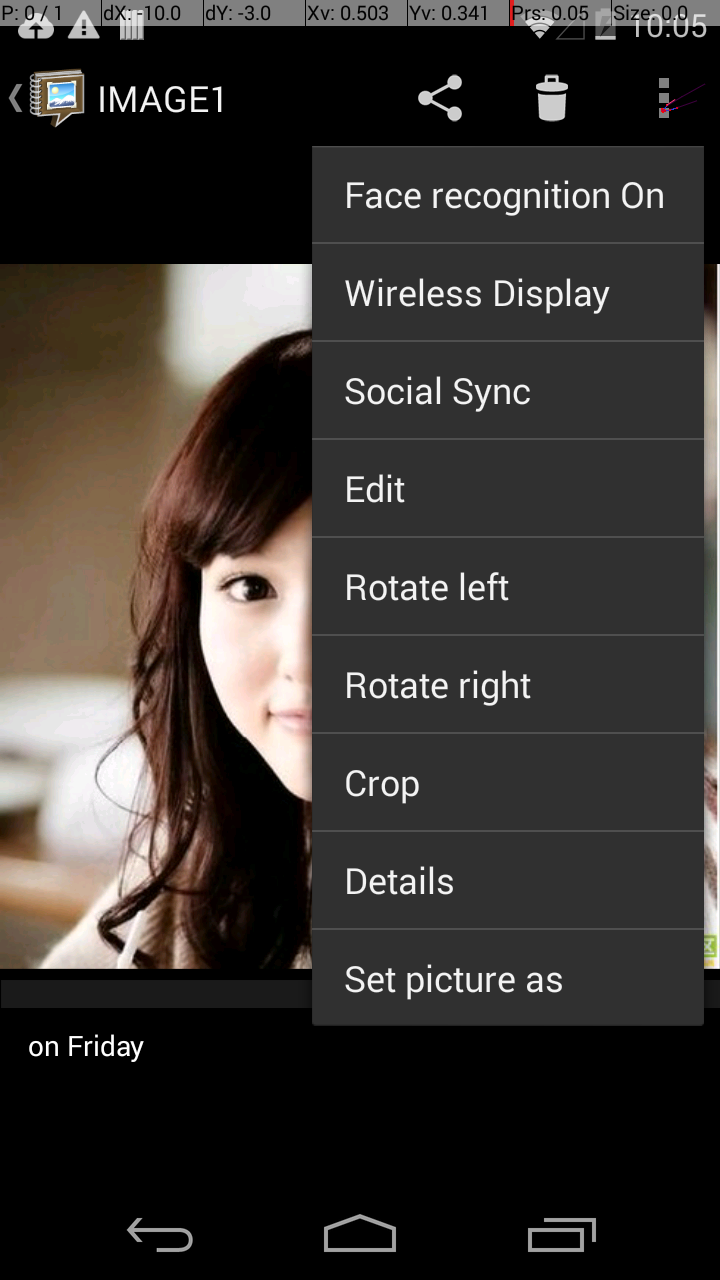 P: 0 / 1 dX: -10.0 dY: -3.0 Xv: 0.503 Yv: 0.341 Prs: 0.05 Size: 0.0
10:05
IMAGE1
Face recognition On
Wireless Display
Social Sync
Edit
Rotate left
Rotate right
Crop
Details
Set picture as
区
on Friday